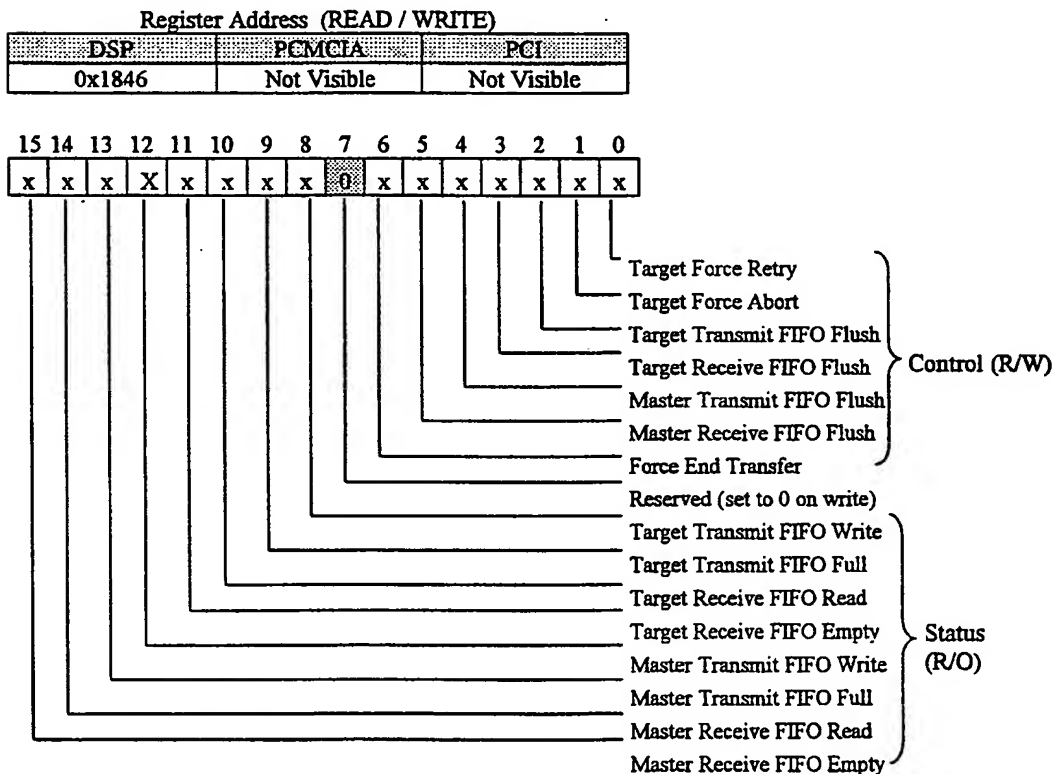 Register Address (READ / WRITE)
DSP PCMCIA PCI
0x1846 Not Visible Not Visible
15 14 13 12 11 10 9 8 7 6 5 4 3 2 1 0
x x x X x x x x 0 x x x x x x x
Target Force Retry
Target Force Abort
Target Transmit FIFO Flush
Target Receive FIFO Flush
Control (R/W)
Master Transmit FIFO Flush
Master Receive FIFO Flush
Force End Transfer
Reserved (set to 0 on write)
Target Transmit FIFO Write
Target Transmit FIFO Full
Target Receive FIFO Read
Target Receive FIFO Empty
Status
(R/O)
Master Transmit FIFO Write
Master Transmit FIFO Full
Master Receive FIFO Read
Master Receive FIFO Empty